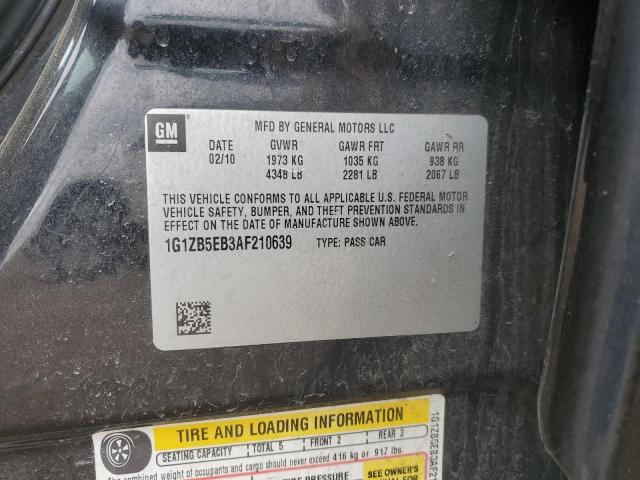 GM
MFD BY GENERAL MOTORS LLC
DATE GVWR GAWR FRT GAWR RR
02/10 1973 KG 1035 KG 938 KG
4348 LB 2281 LB 2067 LB
THIS VEHICLE CONFORMS TO ALL APPLICABLE U.S. FEDERAL MOTOR
VEHICLE SAFETY, BUMPER, AND THEFT PREVENTION STANDARDS IN
EFFECT ON THE DATE OF MANUFACTURE SHOWN ABOVE.
1G1ZB5EB3AF210639 TYPE: PASS CAR
TIRE AND LOADING INFORMATION
SEATING CAPACITY TOTAL 5 FRONT 2 REAR 3
The combined weight of occupants and cargo should never exceed 416 kg or 917 lbs.
PRESSURE SEE OWNER'S
MANUAL FOR
1G1ZB5EB3AF2